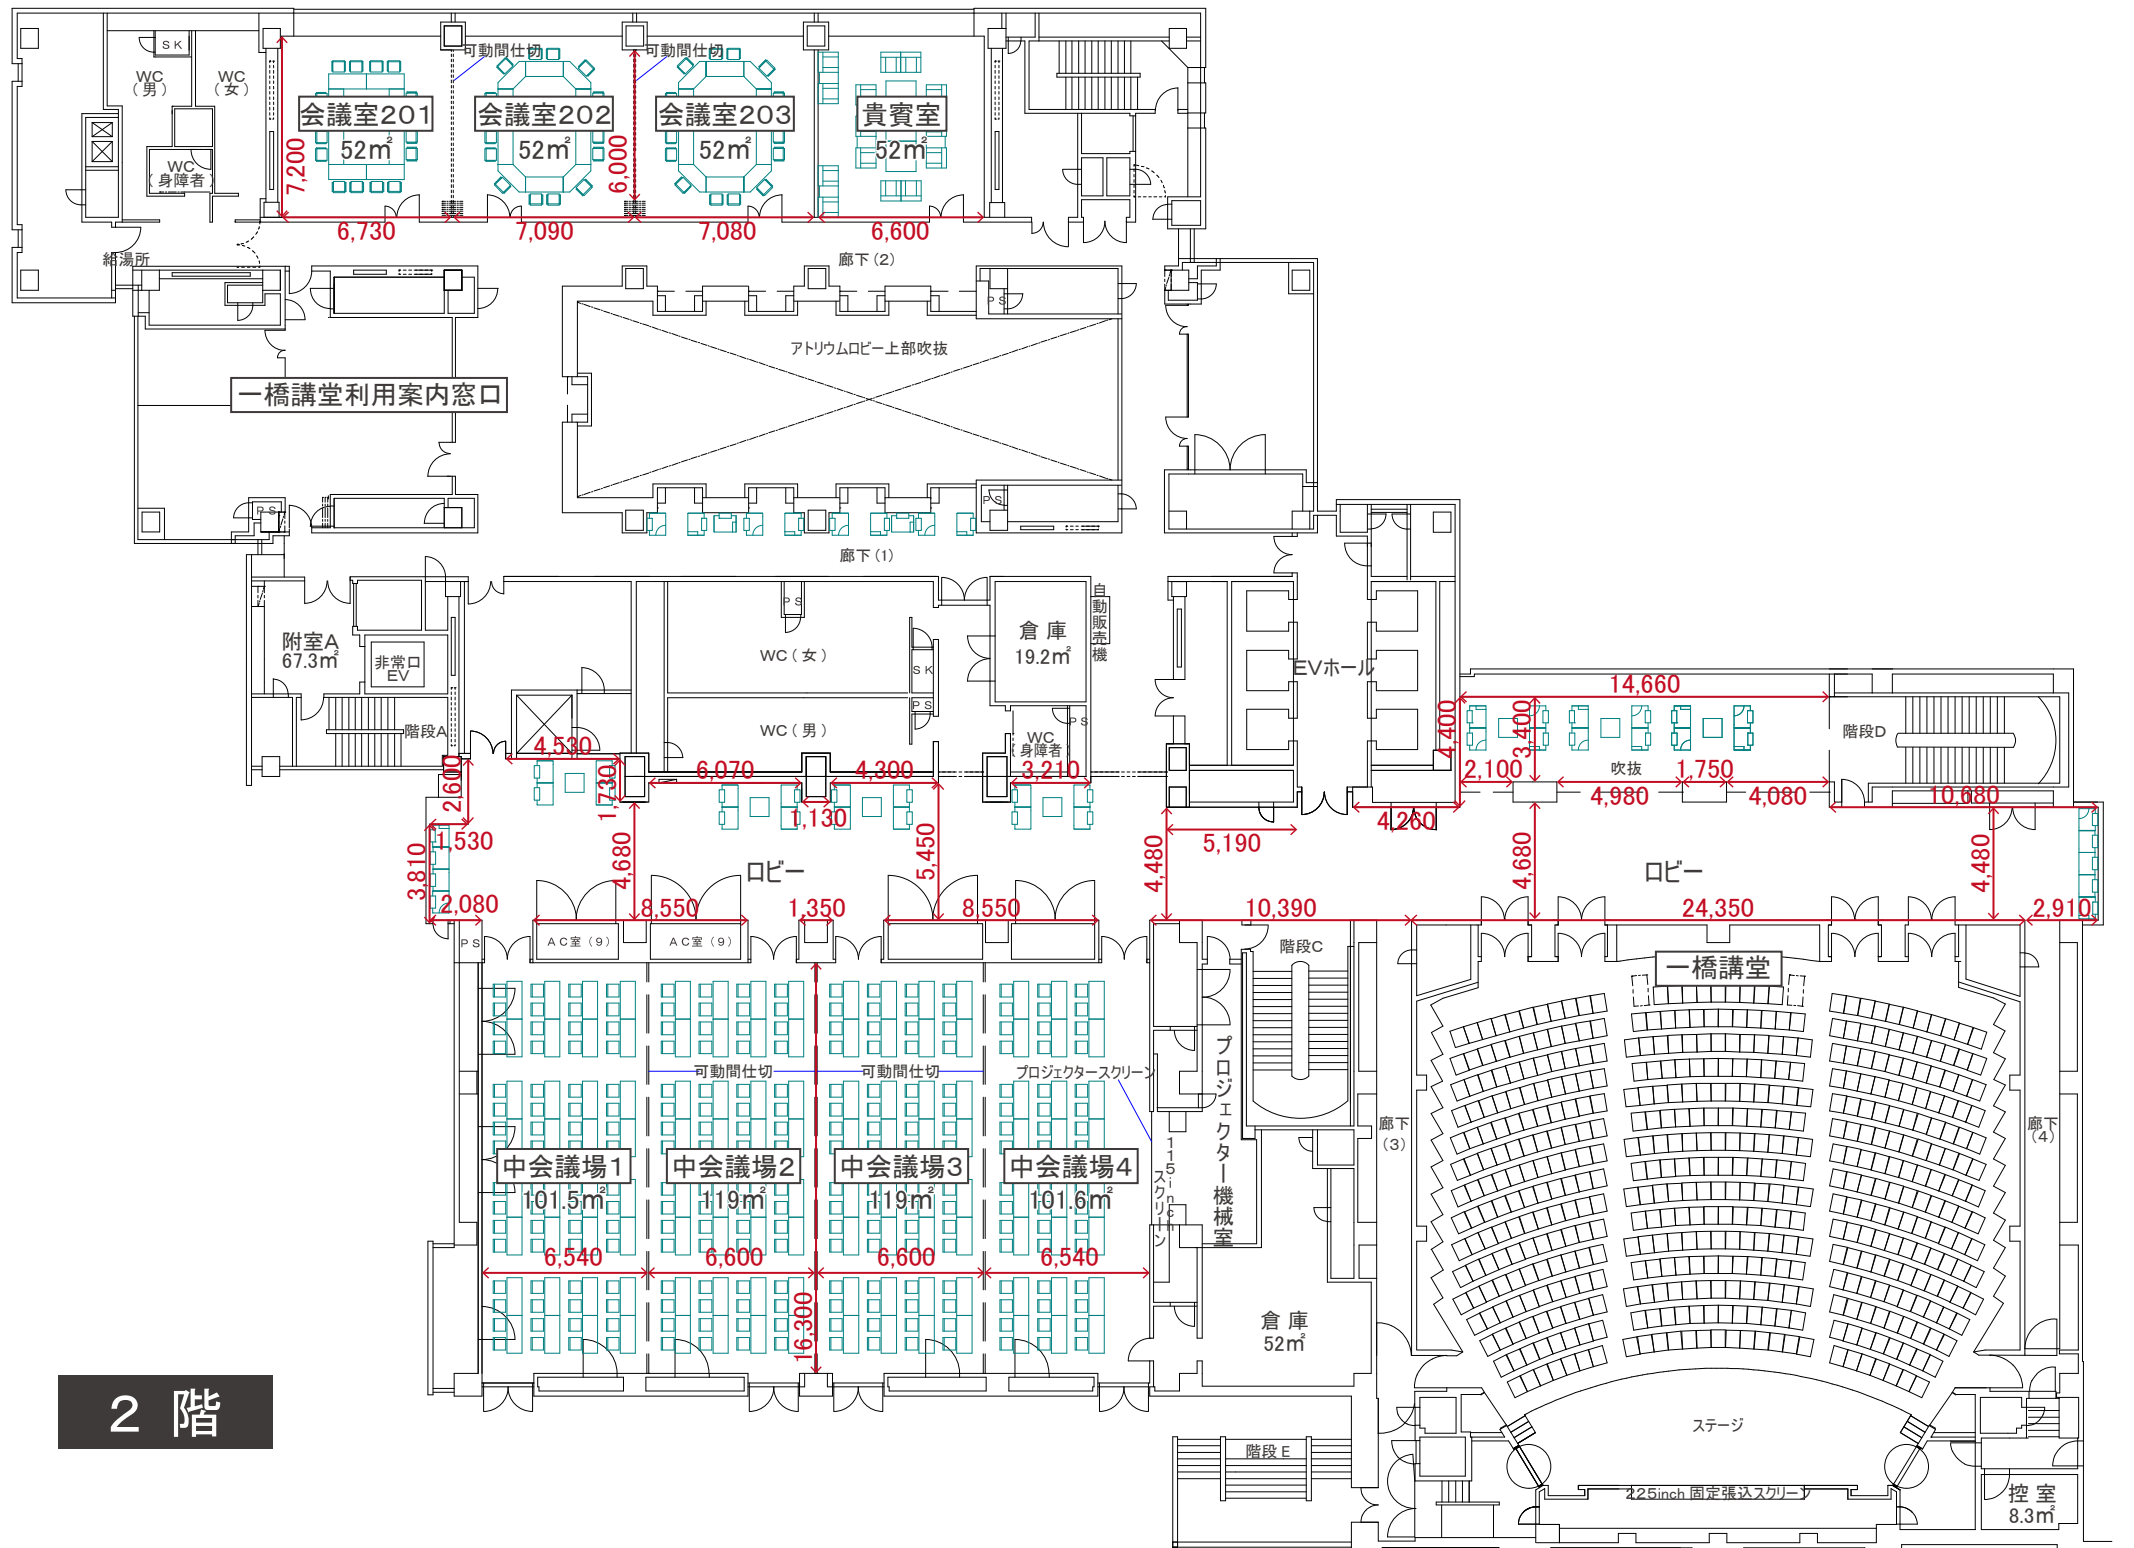 ＳＫ
WC
（男）
WC
（女）
WC
（身障者）
可動間仕切
可動間仕切
会議室201
52㎡
会議室202
52㎡
会議室203
52㎡
貴賓室
52㎡
7,200
6,000
6,730
7,090
7,080
6,600
給湯所
廊下（2）
ＰＳ
アトリウムロビー上部吹抜
一橋講堂利用案内窓口
ＰＳ
ＰＳ
廊下（1）
附室A
67.3㎡
非常口
EV
階段A
ＰＳ
WC（女）
ＳＫ
ＰＳ
WC（男）
倉庫
19.2㎡
自動販売機
WC
（身障者）
ＰＳ
EVホール
14,660
4,400
3,400
階段D
吹抜
2,100
1,750
4,980
4,080
10,680
4,530
1,730
2,600
6,070
4,300
3,210
1,130
1,530
3,810
2,080
4,680
5,450
ロビー
4,480
5,190
4,260
4,680
ロビー
4,480
8,550
1,350
8,550
10,390
24,350
2,910
ＰＳ
ＡＣ室（9）
ＡＣ室（9）
階段C
一橋講堂
可動間仕切
可動間仕切
プロジェクタースクリーン
プロジェクター機械室
115inch
スクリーン
廊下
（3）
廊下
（4）
中会議場1
101.5㎡
中会議場2
119㎡
中会議場3
119㎡
中会議場4
101.6㎡
6,540
6,600
6,600
6,540
16,300
倉庫
52㎡
2 階
階段E
ステージ
225inch 固定張込スクリーン
控室
8.3㎡